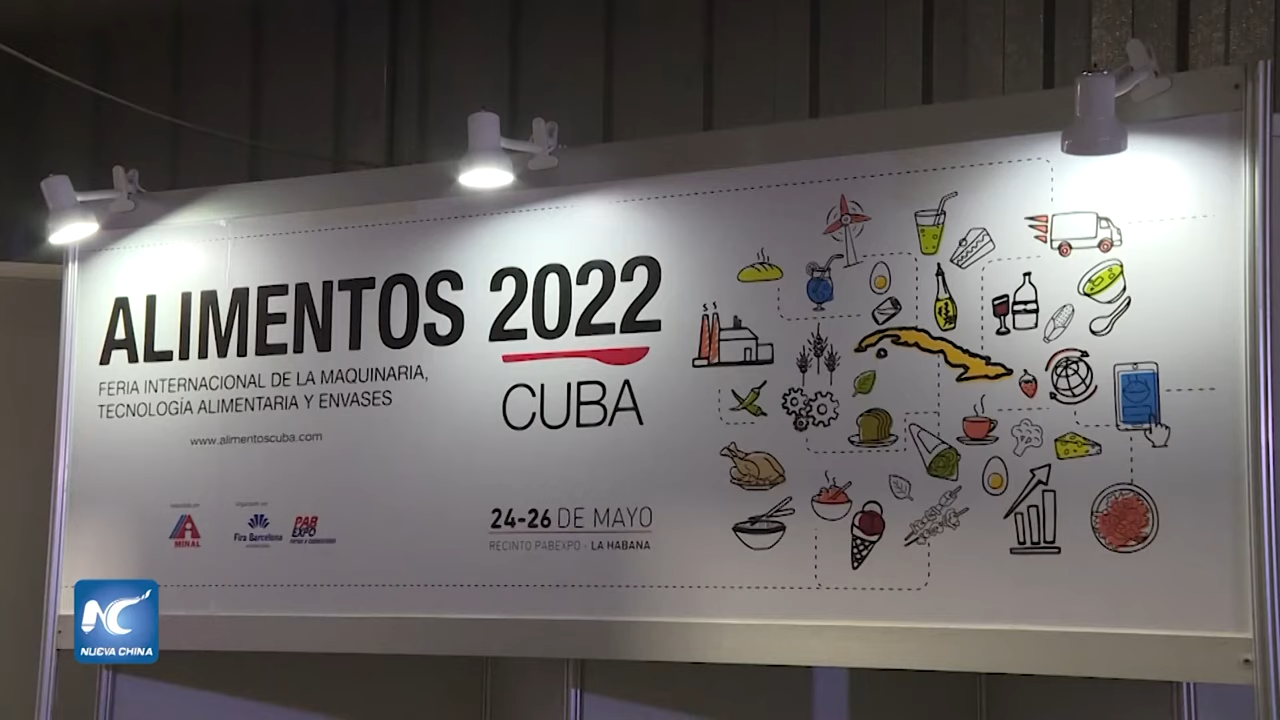 ALIMENTOS 2022
CUBA
FERIA INTERNACIONAL DE LA MAQUINARIA,
TECNOLOGÍA ALIMENTARIA Y ENVASES
www.alimentoscuba.com
MINAL
Fira Barcelona
PABEXPO
24-26 DE MAYO
RECINTO PABEXPO - LA HABANA
NC
NUEVA CHINA